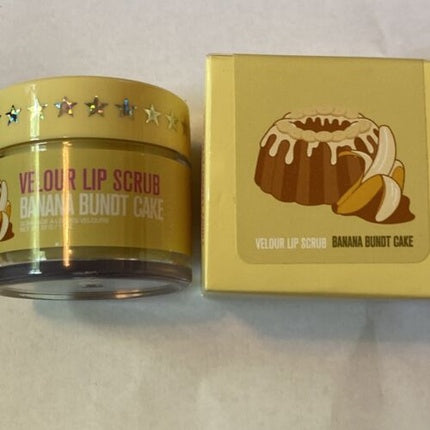 VELOUR LIP SCRUB
BANANA BUNDT CAKE
VELOUR LIP SCRUB BANANA BUNDT CAKE